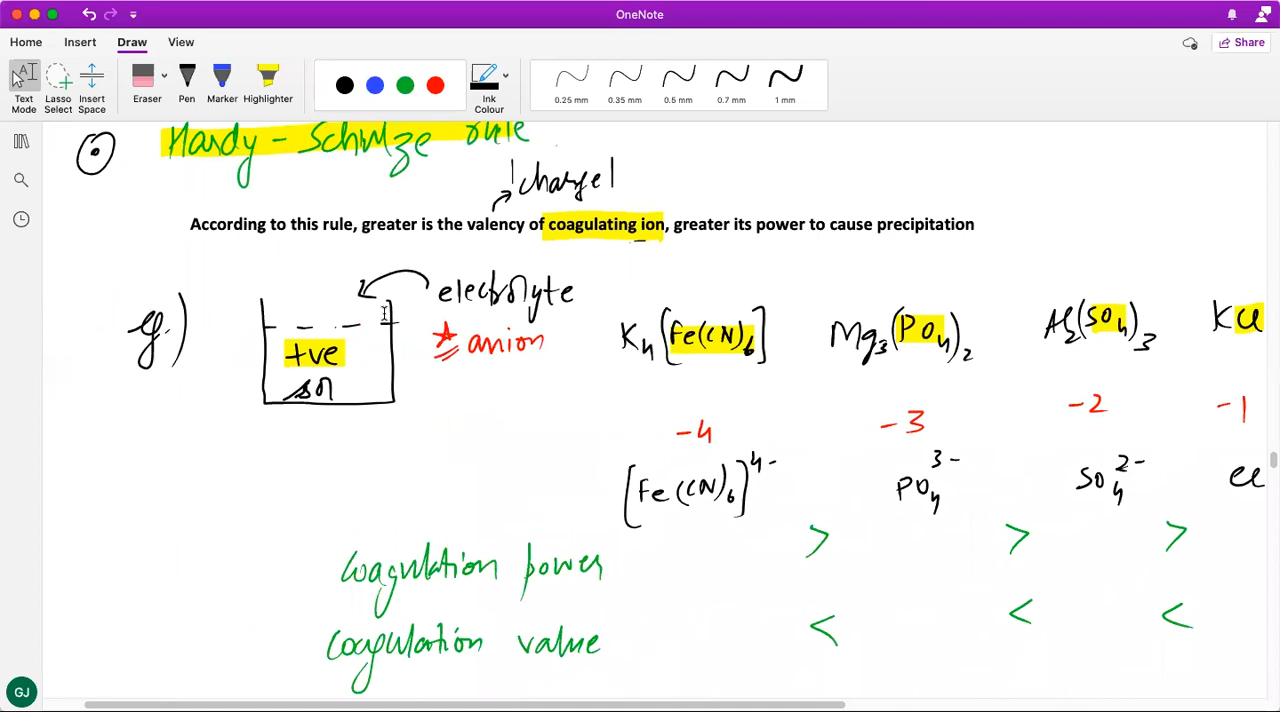 OneNote
Home Insert Draw View
Share
Text Mode
Lasso Select
Insert Space
Eraser
Pen
Marker
Highlighter
Ink Colour
0.25 mm 0.35 mm 0.5 mm 0.7 mm 1 mm
Hardy - Schulze rule
|charge|
According to this rule, greater is the valency of coagulating ion, greater its power to cause precipitation
eg.) electrolyte
+ve sol
★ anion
K4[Fe(CN)6] Mg3(PO4)2 Al2(SO4)3 KCl
-4 -3 -2 -1
[Fe(CN)6]4- PO4 3- SO4 2- Cl
coagulation power > > >
coagulation value < < <
GJ